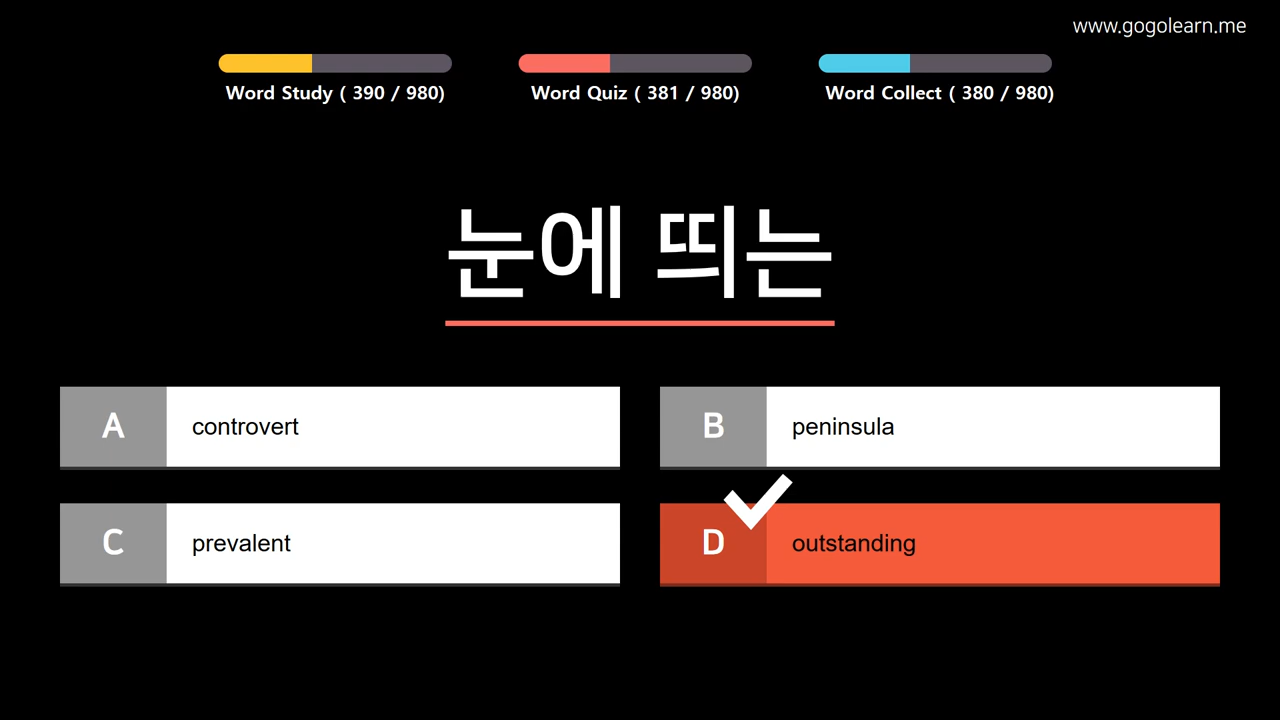 www.gogolearn.me
Word Study ( 390 / 980)
Word Quiz ( 381 / 980)
Word Collect ( 380 / 980)
눈에 띄는
A controvert
B peninsula
C prevalent
D outstanding